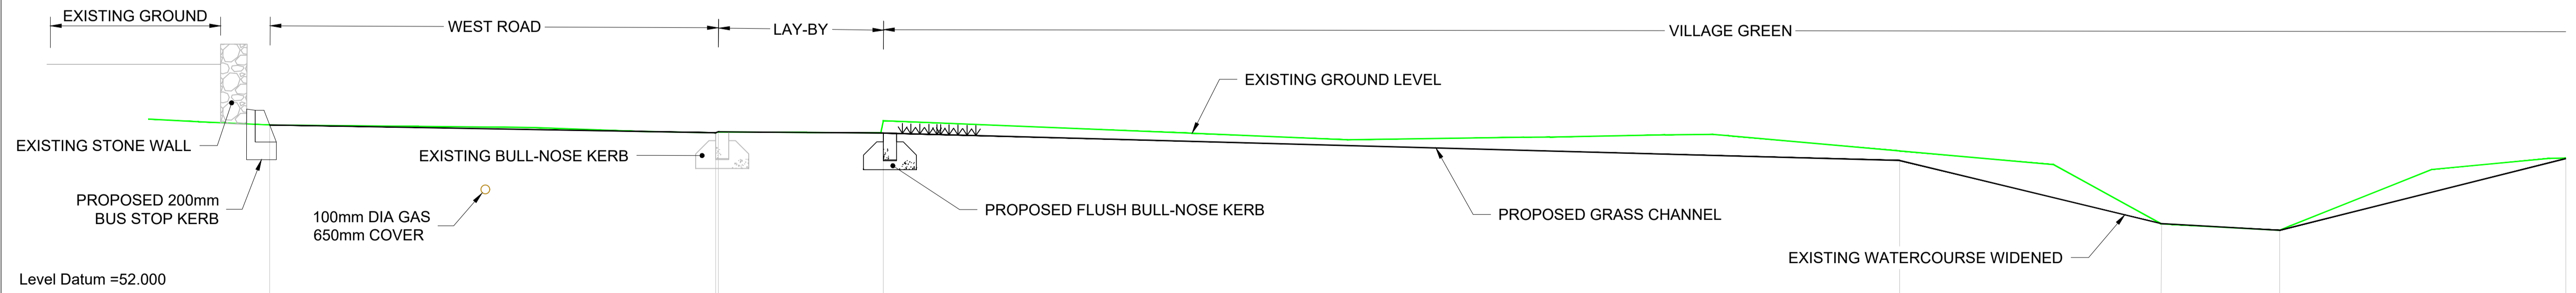 EXISTING GROUND
WEST ROAD
LAY-BY
VILLAGE GREEN
EXISTING GROUND LEVEL
EXISTING STONE WALL
EXISTING BULL-NOSE KERB
PROPOSED 200mm
BUS STOP KERB
100mm DIA GAS
650mm COVER
PROPOSED FLUSH BULL-NOSE KERB
PROPOSED GRASS CHANNEL
EXISTING WATERCOURSE WIDENED
Level Datum =52.000